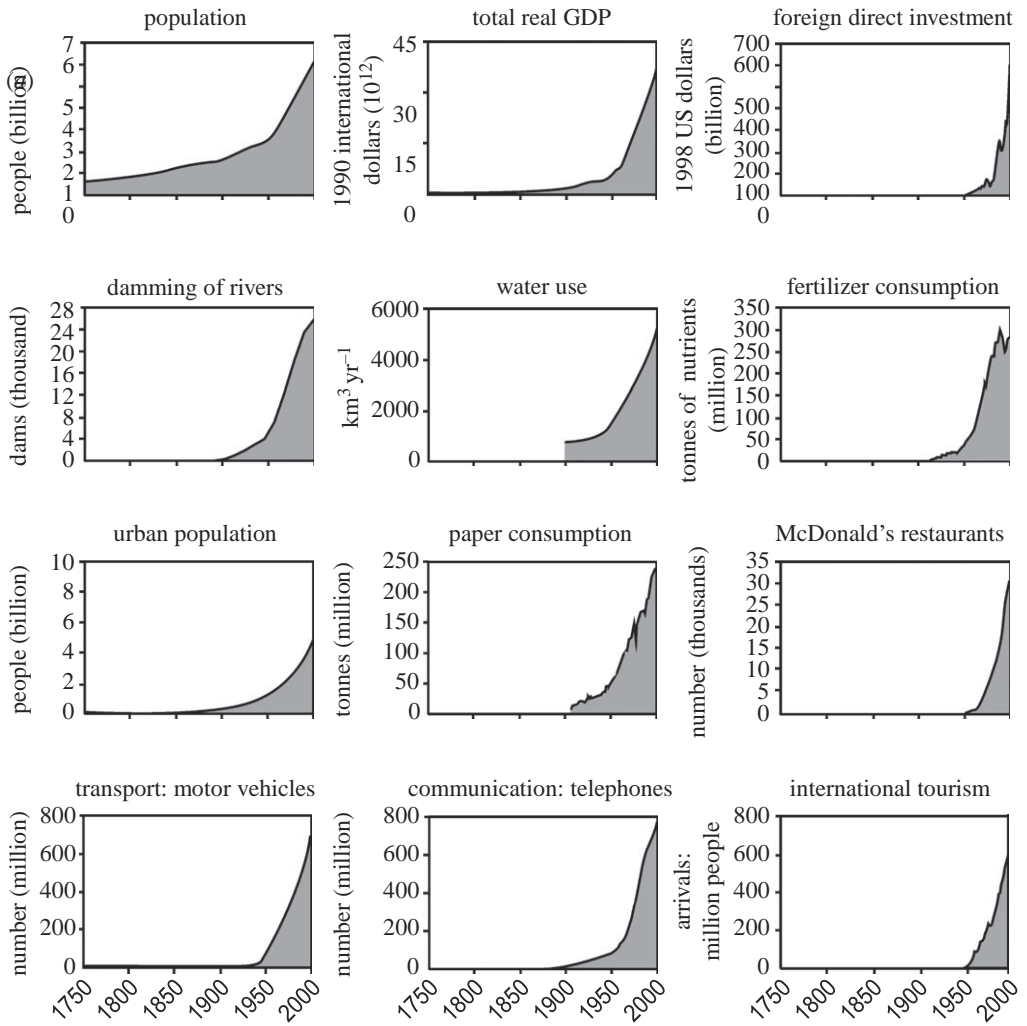 population
people (billion)
7
6
5
4
3
2
1
0
total real GDP
1990 international
dollars (10¹²)
45
30
15
0
foreign direct investment
1998 US dollars
(billion)
700
600
500
400
300
200
100
0
damming of rivers
dams (thousand)
28
24
20
16
12
8
4
0
water use
km³ yr⁻¹
6000
4000
2000
0
fertilizer consumption
tonnes of nutrients
(million)
350
300
250
200
150
100
50
0
urban population
people (billion)
10
8
6
4
2
0
paper consumption
tonnes (million)
250
200
150
100
50
0
McDonald's restaurants
number (thousands)
35
30
25
20
15
10
5
0
transport: motor vehicles
number (million)
800
600
400
200
0
1750 1800 1850 1900 1950 2000
communication: telephones
number (million)
800
600
400
200
0
1750 1800 1850 1900 1950 2000
international tourism
arrivals:
million people
800
600
400
200
0
1750 1800 1850 1900 1950 2000